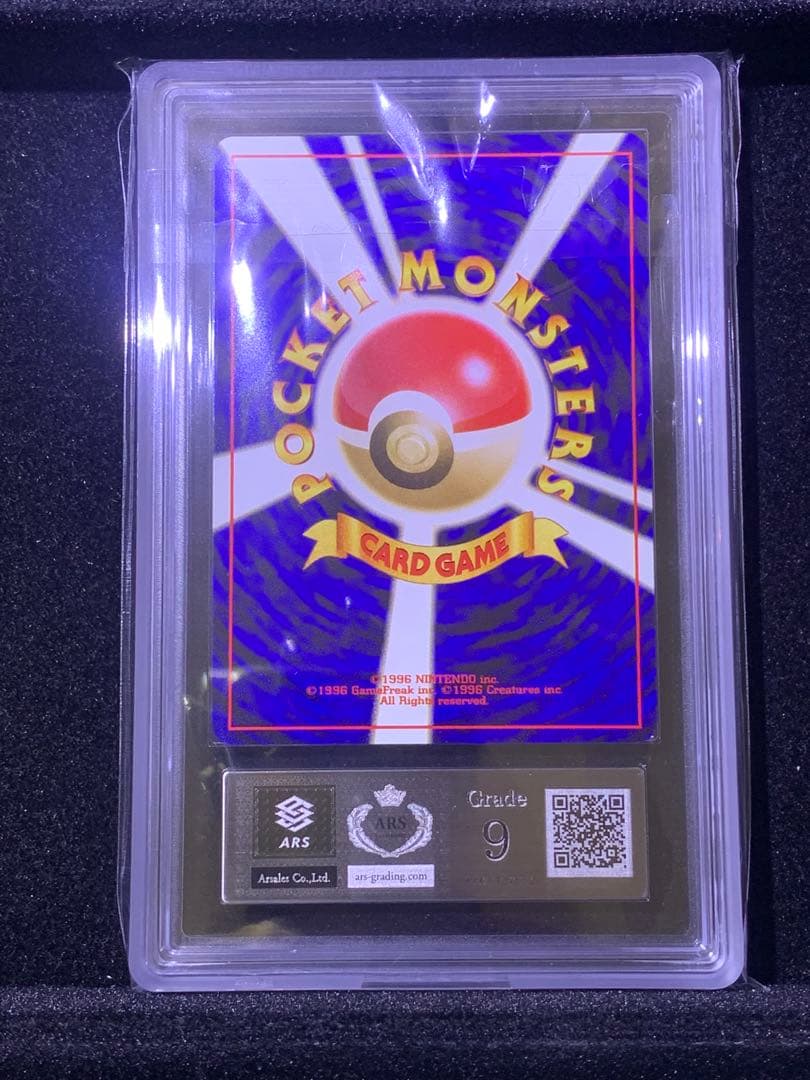 POCKET MONSTERS
CARD GAME
©1996 NINTENDO inc.
©1996 GameFreak inc. ©1996 Creatures inc.
All Rights reserved.
ARS
Arsales Co.,Ltd.
ARS
ars-grading.com
Grade
9